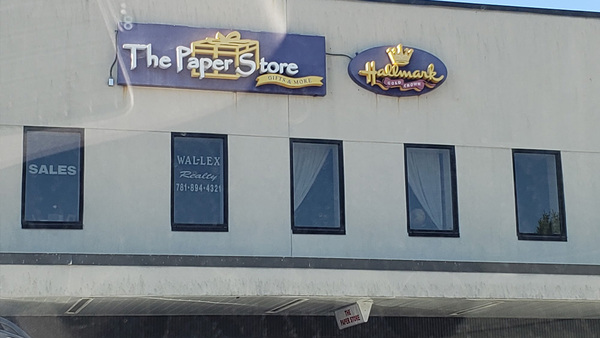 The Paper Store
GIFTS & MORE
Hallmark
GOLD CROWN
SALES
WAL-LEX
Realty
781-894-4321
THE
PAPER STORE